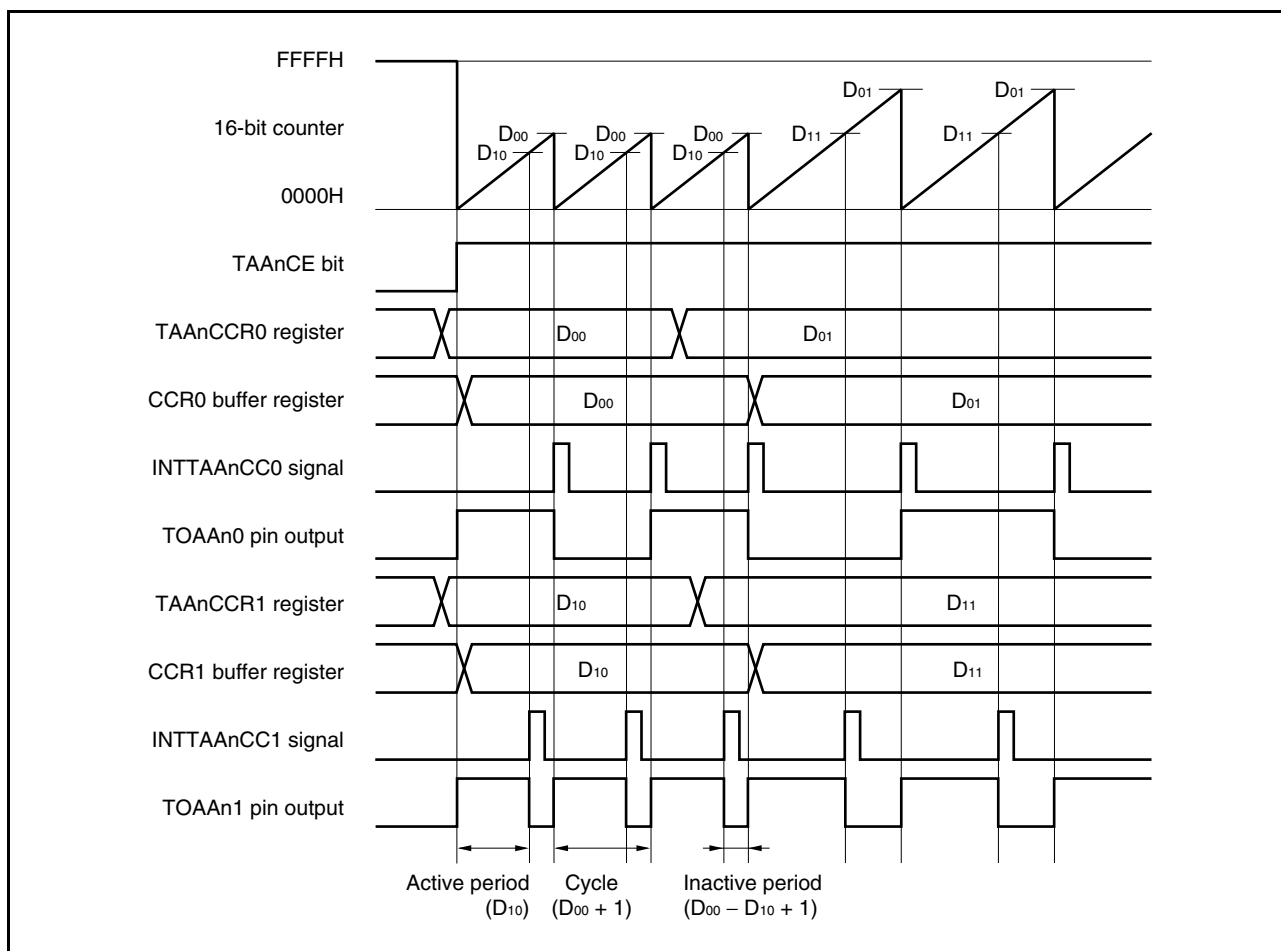 FFFFH
16-bit counter
0000H
D00 D00 D00 D01 D01
D10 D10 D10 D11 D11
TAAnCE bit
TAAnCCR0 register
D00 D01
CCR0 buffer register
D00 D01
INTTAAnCC0 signal
TOAAn0 pin output
TAAnCCR1 register
D10 D11
CCR1 buffer register
D10 D11
INTTAAnCC1 signal
TOAAn1 pin output
Active period
(D10)
Cycle
(D00 + 1)
Inactive period
(D00 – D10 + 1)